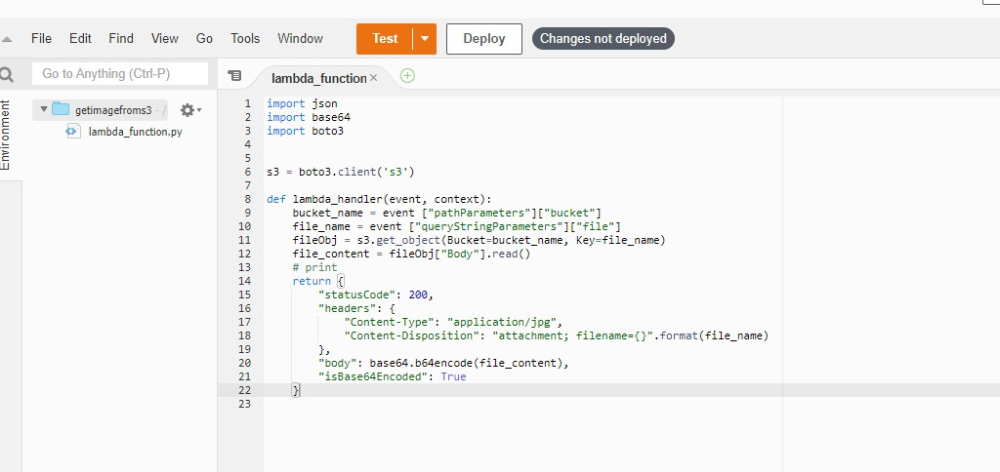 File Edit Find View Go Tools Window Test Deploy Changes not deployed
Go to Anything (Ctrl-P)
lambda_function
Environment
getimagefroms3 - /
lambda_function.py
1 import json
2 import base64
3 import boto3
4
5
6 s3 = boto3.client('s3')
7
8 def lambda_handler(event, context):
9     bucket_name = event ["pathParameters"]["bucket"]
10     file_name = event ["queryStringParameters"]["file"]
11     fileObj = s3.get_object(Bucket=bucket_name, Key=file_name)
12     file_content = fileObj["Body"].read()
13     # print
14     return {
15         "statusCode": 200,
16         "headers": {
17             "Content-Type": "application/jpg",
18             "Content-Disposition": "attachment; filename={}".format(file_name)
19         },
20         "body": base64.b64encode(file_content),
21         "isBase64Encoded": True
22     }
23